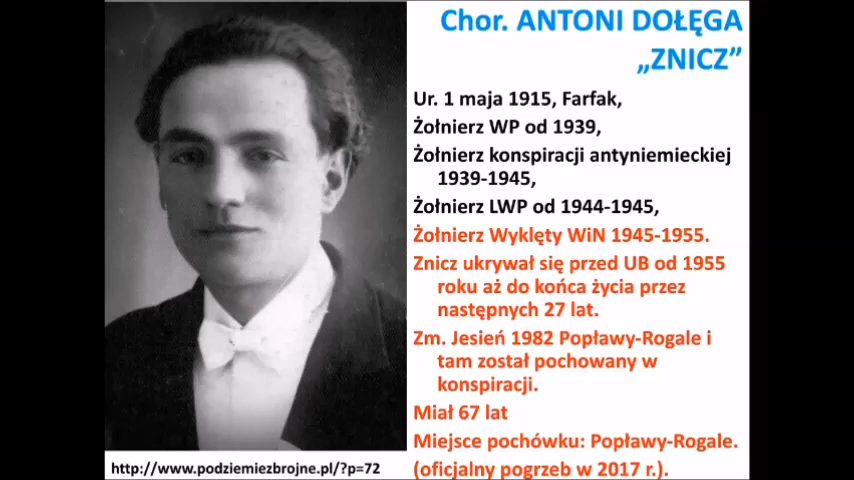 Chor. ANTONI DOŁĘGA
„ZNICZ”
Ur. 1 maja 1915, Farfak,
Żołnierz WP od 1939,
Żołnierz konspiracji antyniemieckiej
1939-1945,
Żołnierz LWP od 1944-1945,
Żołnierz Wyklęty WiN 1945-1955.
Znicz ukrywał się przed UB od 1955
roku aż do końca życia przez
następnych 27 lat.
Zm. Jesień 1982 Popławy-Rogale i
tam został pochowany w
konspiracji.
Miał 67 lat
Miejsce pochówku: Popławy-Rogale.
(oficjalny pogrzeb w 2017 r.).
http://www.podziemiezbrojne.pl/?p=72